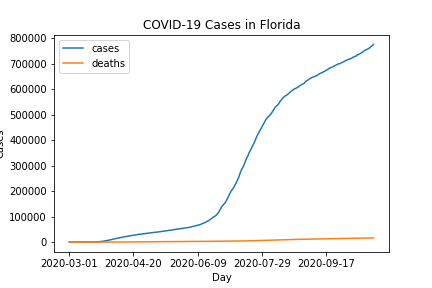 COVID-19 Cases in Florida
cases
deaths
800000
700000
600000
500000
400000
300000
200000
100000
0
cases
2020-03-01 2020-04-20 2020-06-09 2020-07-29 2020-09-17
Day